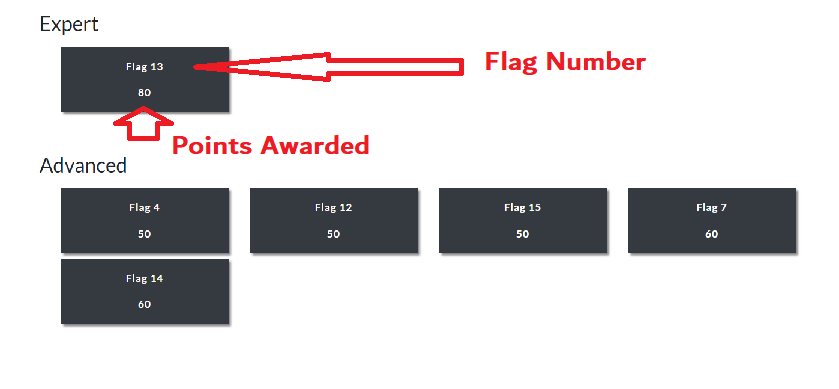 Expert
Flag 13
80
Flag Number
Points Awarded
Advanced
Flag 4
50
Flag 12
50
Flag 15
50
Flag 7
60
Flag 14
60